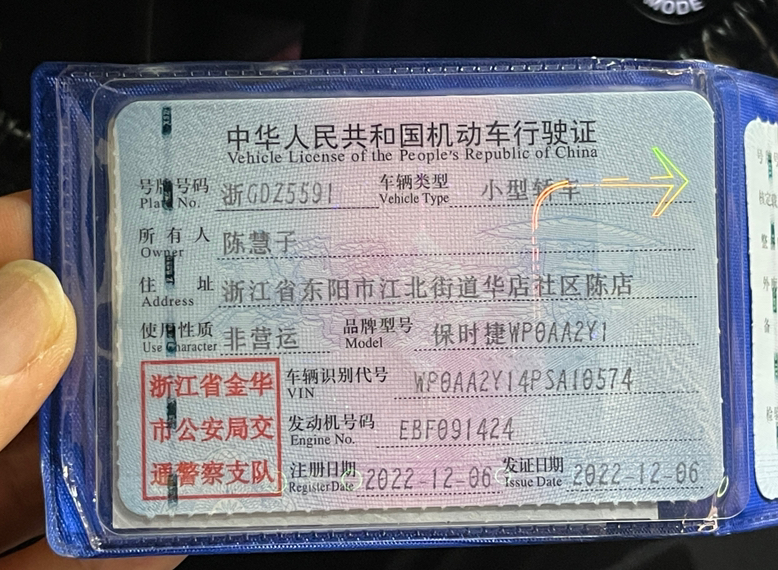 MODE
中华人民共和国机动车行驶证
Vehicle License of the People's Republic of China
号牌号码 浙GDZ5591 车辆类型 小型轿车
Plate No. Vehicle Type
所有人 陈慧子
Owner
住址 浙江省东阳市江北街道华店社区陈店
Address
使用性质 非营运 品牌型号 保时捷WP0AA2Y1
Use Character Model
浙江省金华
市公安局交
通警察支队
车辆识别代号 WP0AA2Y14PSA10574
VIN
发动机号码 EBF091424
Engine No.
注册日期 2022-12-06 发证日期 2022-12-06
Register Date Issue Date